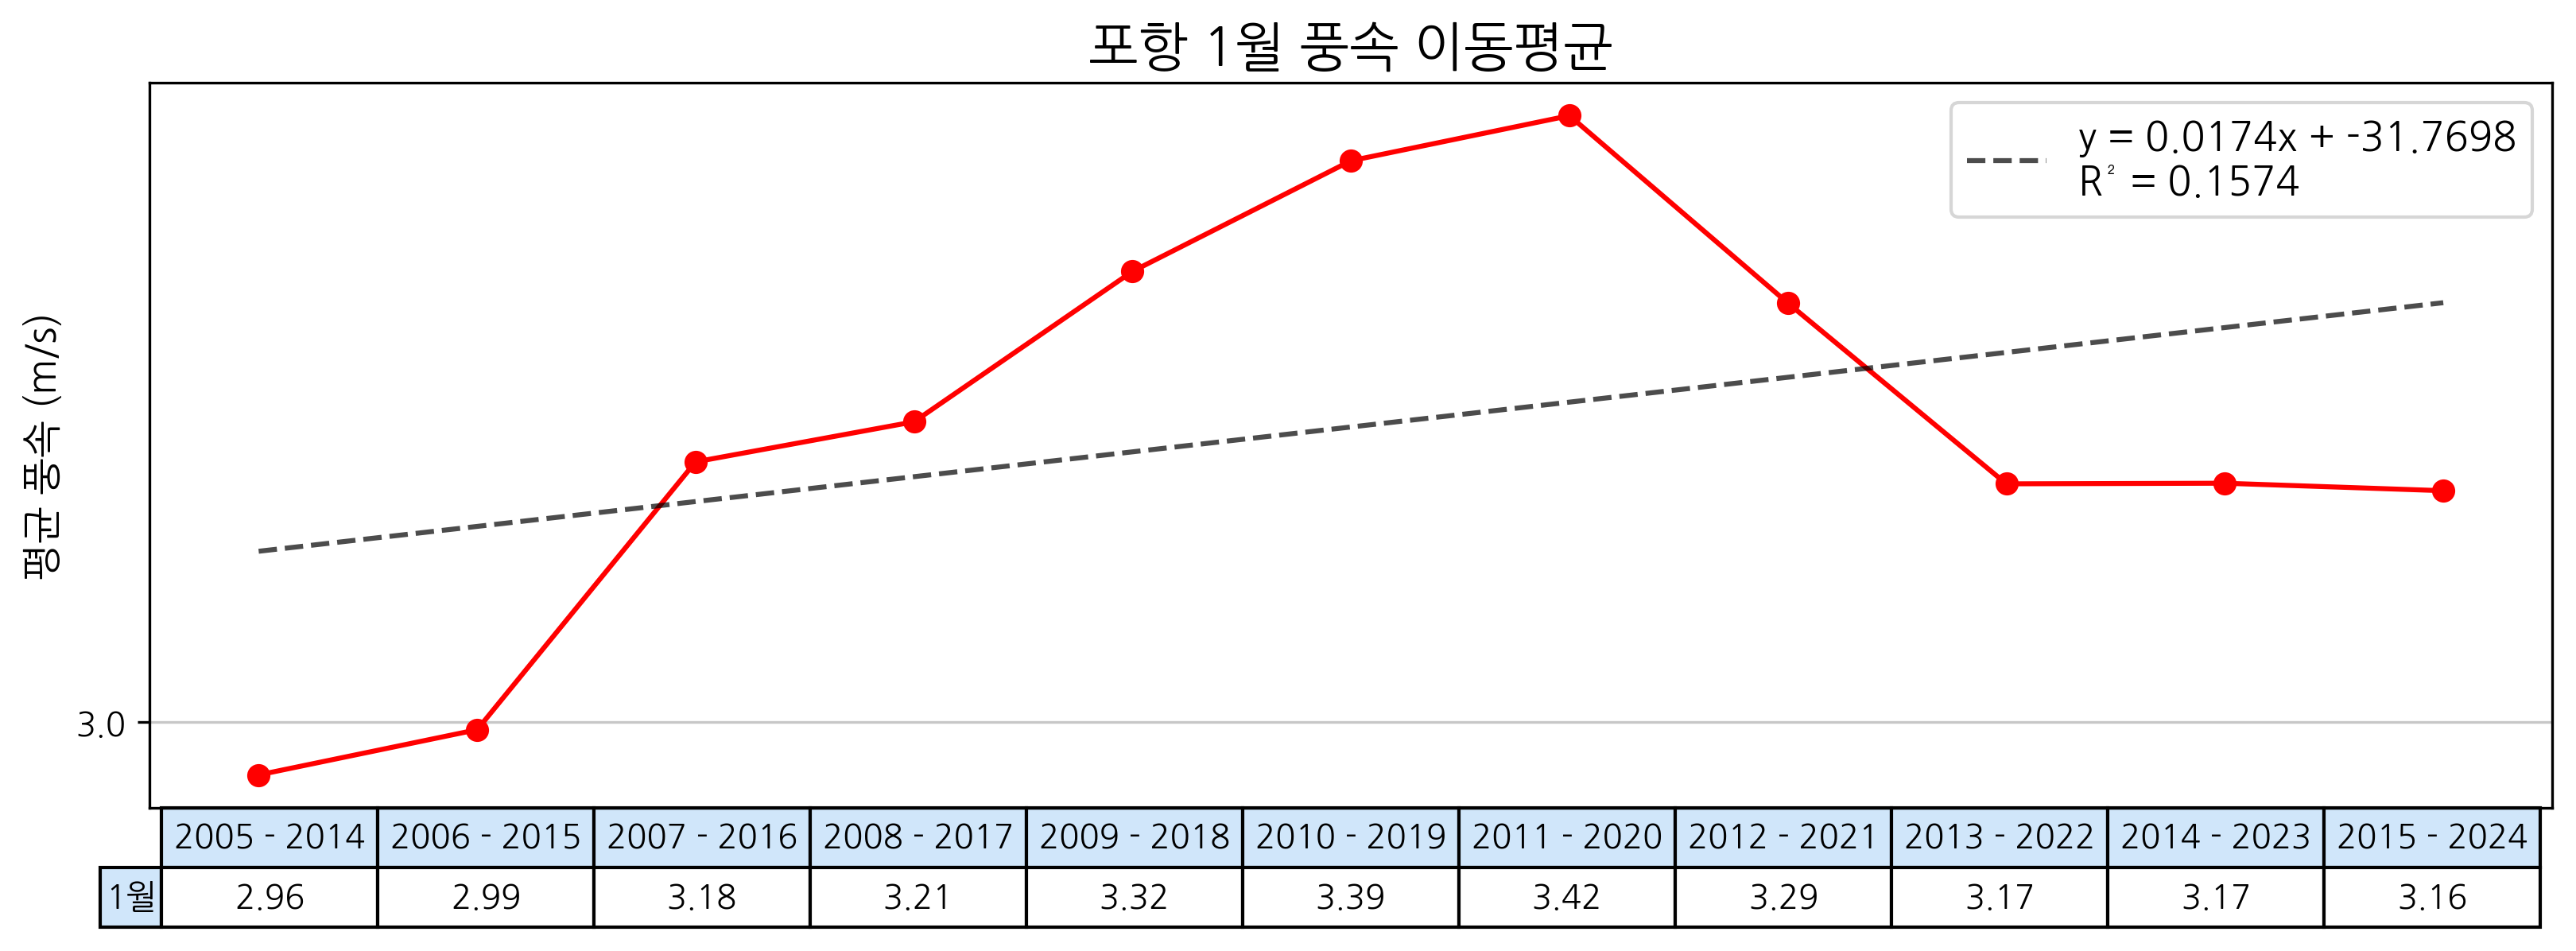 포항 1월 풍속 이동평균
y = 0.0174x + -31.7698
R² = 0.1574
평균 풍속 (m/s)
3.0
2005 - 2014 2006 - 2015 2007 - 2016 2008 - 2017 2009 - 2018 2010 - 2019 2011 - 2020 2012 - 2021 2013 - 2022 2014 - 2023 2015 - 2024
1월 2.96 2.99 3.18 3.21 3.32 3.39 3.42 3.29 3.17 3.17 3.16